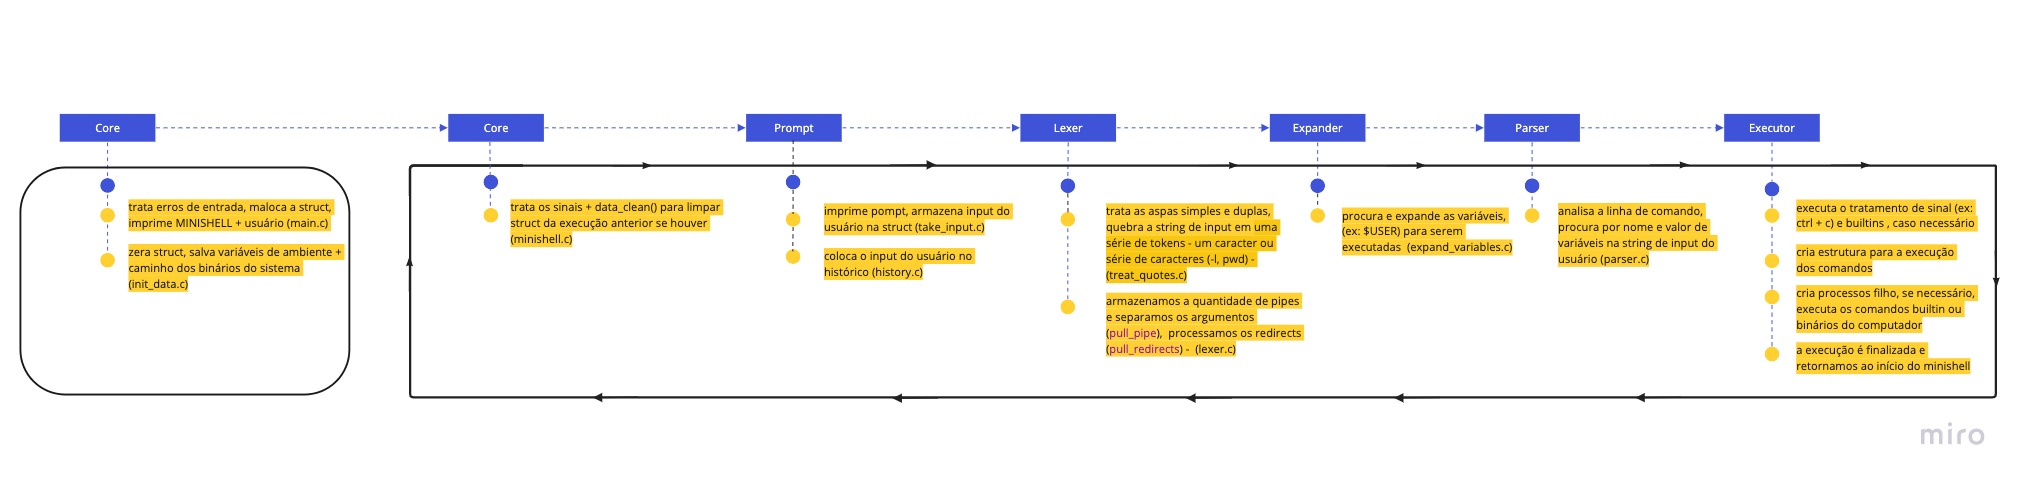 Core
Core
Prompt
Lexer
Expander
Parser
Executor
trata erros de entrada, maloca a struct,
imprime MINISHELL + usuário (main.c)
zera struct, salva variáveis de ambiente +
caminho dos binários do sistema
(init_data.c)
trata os sinais + data_clean() para limpar
struct da execução anterior se houver
(minishell.c)
imprime pompt, armazena input do
usuário na struct (take_input.c)
coloca o input do usuário no
histórico (history.c)
trata as aspas simples e duplas,
quebra a string de input em uma
série de tokens - um caracter ou
série de caracteres (-l, pwd) -
(treat_quotes.c)
armazenamos a quantidade de pipes
e separamos os argumentos
(pull_pipe), processamos os redirects
(pull_redirects) - (lexer.c)
procura e expande as variáveis,
(ex: $USER) para serem
executadas (expand_variables.c)
analisa a linha de comando,
procura por nome e valor de
variáveis na string de input do
usuário (parser.c)
executa o tratamento de sinal (ex:
ctrl + c) e builtins , caso necessário
cria estrutura para a execução
dos comandos
cria processos filho, se necessário,
executa os comandos builtin ou
binários do computador
a execução é finalizada e
retornamos ao início do minishell
miro